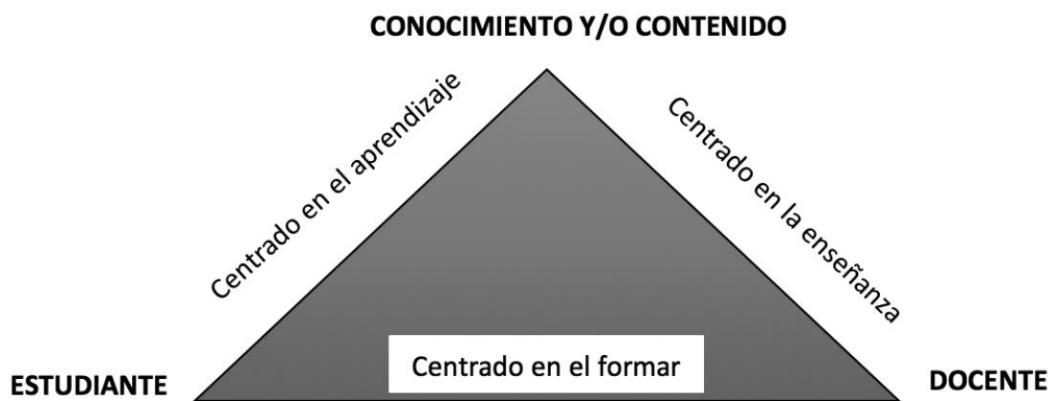 CONOCIMIENTO Y/O CONTENIDO
Centrado en el aprendizaje
Centrado en la enseñanza
Centrado en el formar
ESTUDIANTE
DOCENTE